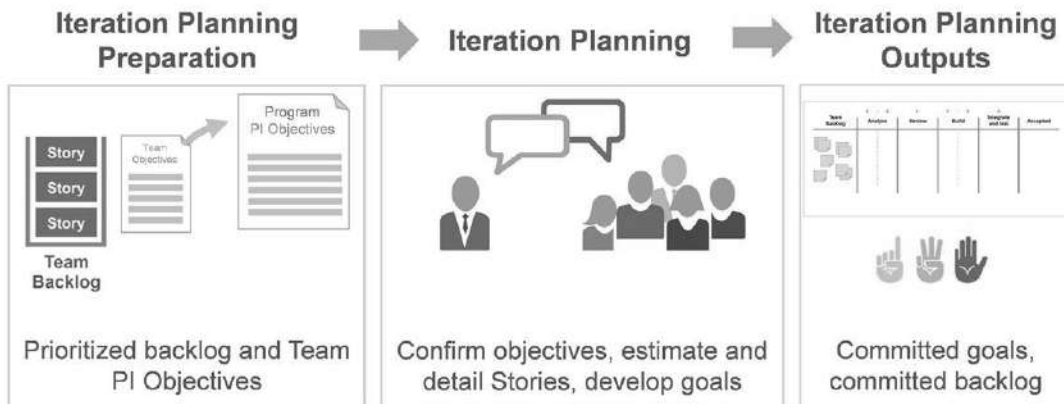 Iteration Planning
Preparation
Iteration Planning
Iteration Planning
Outputs
Story
Story
Story
Team
Backlog
Team
Objectives
Program
PI Objectives
Prioritized backlog and Team
PI Objectives
Confirm objectives, estimate and
detail Stories, develop goals
Team
Backlog
Analyze
Review
Build
Integrate
and test
Accepted
Committed goals,
committed backlog